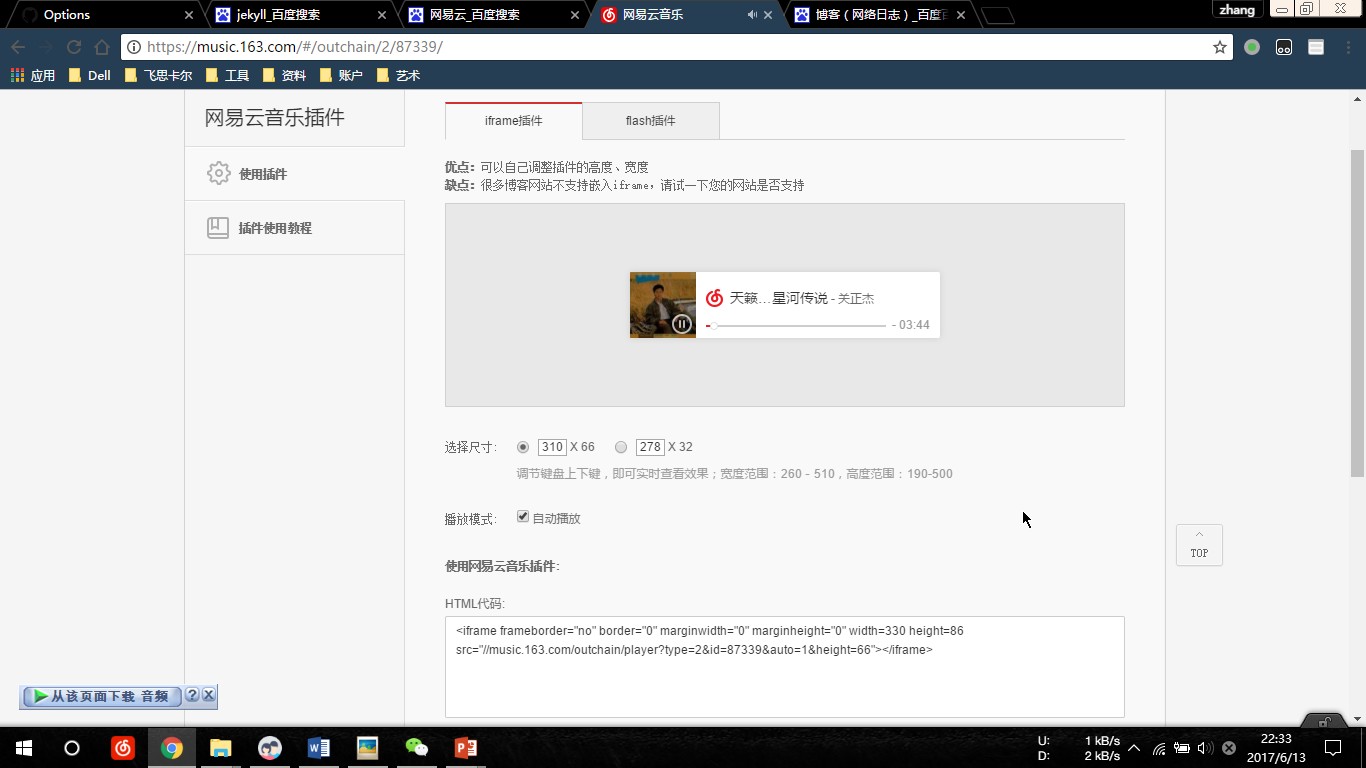 Options
jekyll_百度搜索
网易云_百度搜索
网易云音乐
博客（网络日志）_百度百
zhang
https://music.163.com/#/outchain/2/87339/
应用 Dell 飞思卡尔 工具 资料 账户 艺术
网易云音乐插件
使用插件
插件使用教程
iframe插件 flash插件
优点：可以自己调整插件的高度、宽度
缺点：很多博客网站不支持嵌入iframe，请试一下您的网站是否支持
天籁…星河传说 - 关正杰
- 03:44
选择尺寸： 310 X 66 278 X 32
调节键盘上下键，即可实时查看效果；宽度范围：260 - 510，高度范围：190-500
播放模式： 自动播放
TOP
使用网易云音乐插件：
HTML代码:
<iframe frameborder="no" border="0" marginwidth="0" marginheight="0" width=330 height=86
src="//music.163.com/outchain/player?type=2&id=87339&auto=1&height=66"></iframe>
从该页面下载 音频 ?
U: 1 kB/s
D: 2 kB/s
22:33
2017/6/13